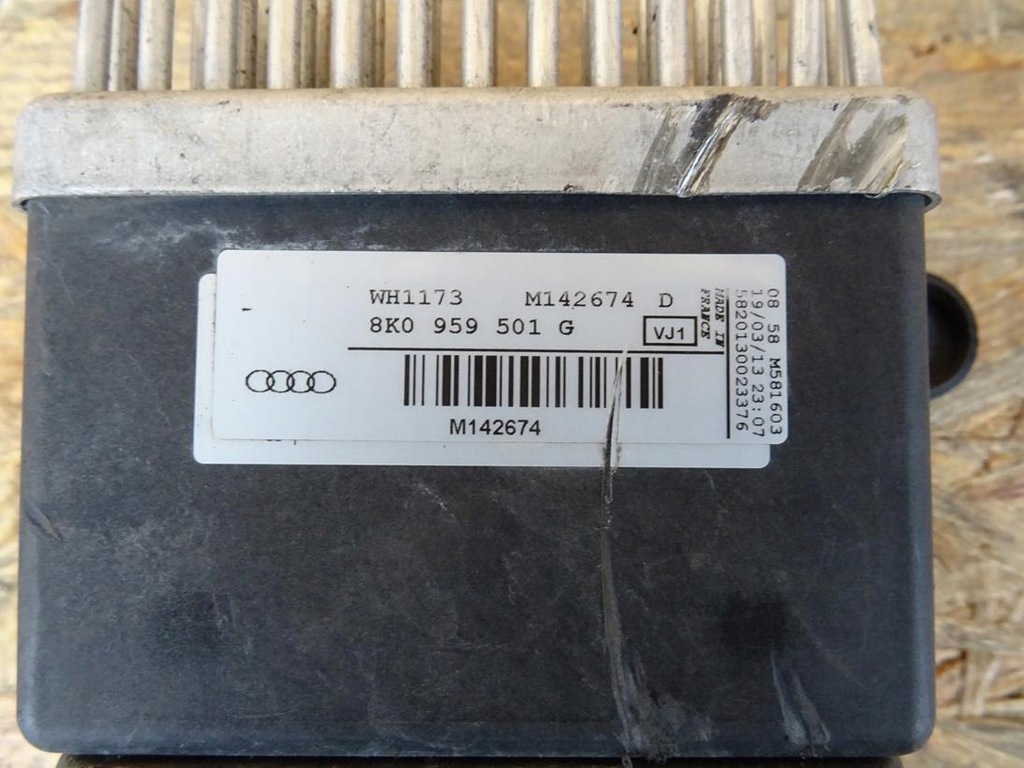 WH1173 M142674 D
8K0 959 501 G VJ1
M142674
MADE IN
FRANCE
08 58 M581603
19/03/13 23:07
5820130023376